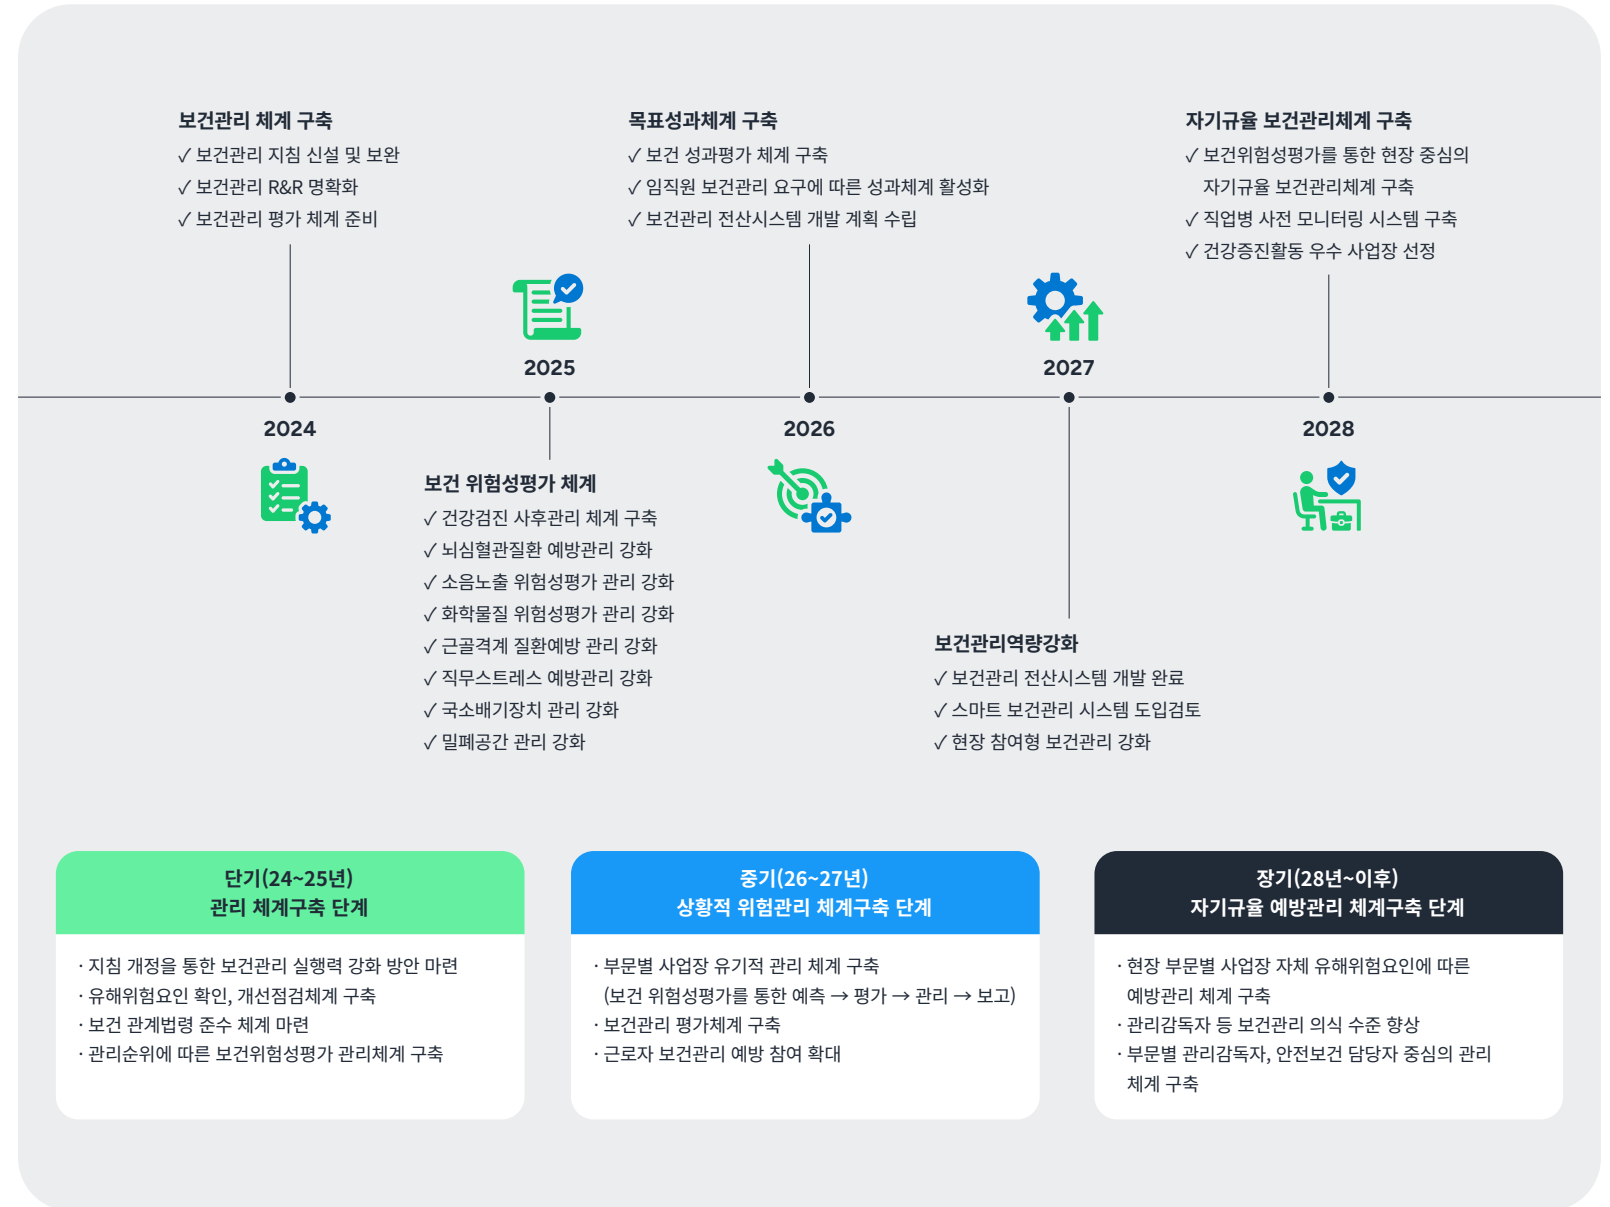 보건관리 체계 구축
✓ 보건관리 지침 신설 및 보완
✓ 보건관리 R&R 명확화
✓ 보건관리 평가 체계 준비
2024
2025
보건 위험성평가 체계
✓ 건강검진 사후관리 체계 구축
✓ 뇌심혈관질환 예방관리 강화
✓ 소음노출 위험성평가 관리 강화
✓ 화학물질 위험성평가 관리 강화
✓ 근골격계 질환예방 관리 강화
✓ 직무스트레스 예방관리 강화
✓ 국소배기장치 관리 강화
✓ 밀폐공간 관리 강화
목표성과체계 구축
✓ 보건 성과평가 체계 구축
✓ 임직원 보건관리 요구에 따른 성과체계 활성화
✓ 보건관리 전산시스템 개발 계획 수립
2026
2027
보건관리역량강화
✓ 보건관리 전산시스템 개발 완료
✓ 스마트 보건관리 시스템 도입검토
✓ 현장 참여형 보건관리 강화
자기규율 보건관리체계 구축
✓ 보건위험성평가를 통한 현장 중심의
자기규율 보건관리체계 구축
✓ 직업병 사전 모니터링 시스템 구축
✓ 건강증진활동 우수 사업장 선정
2028
단기(24~25년)
관리 체계구축 단계
· 지침 개정을 통한 보건관리 실행력 강화 방안 마련
· 유해위험요인 확인, 개선점검체계 구축
· 보건 관계법령 준수 체계 마련
· 관리순위에 따른 보건위험성평가 관리체계 구축
중기(26~27년)
상황적 위험관리 체계구축 단계
· 부문별 사업장 유기적 관리 체계 구축
(보건 위험성평가를 통한 예측 → 평가 → 관리 → 보고)
· 보건관리 평가체계 구축
· 근로자 보건관리 예방 참여 확대
장기(28년~이후)
자기규율 예방관리 체계구축 단계
· 현장 부문별 사업장 자체 유해위험요인에 따른
예방관리 체계 구축
· 관리감독자 등 보건관리 의식 수준 향상
· 부문별 관리감독자, 안전보건 담당자 중심의 관리
체계 구축